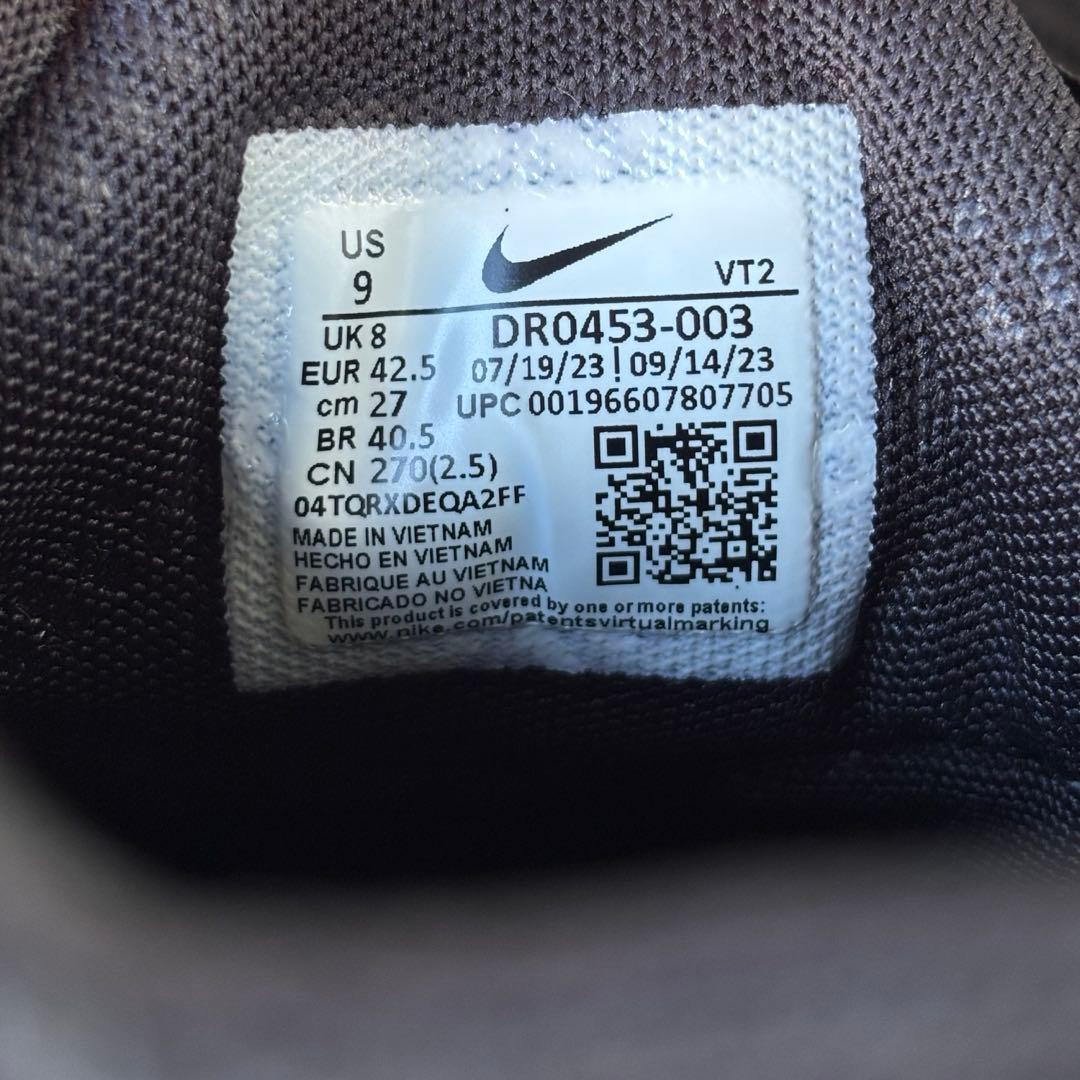 US
9
VT2
UK 8
DR0453-003
EUR 42.5
07/19/23 | 09/14/23
cm 27
UPC 00196607807705
BR 40.5
CN 270(2.5)
04TQRXDEQA2FF
MADE IN VIETNAM
HECHO EN VIETNAM
FABRIQUE AU VIETNAM
FABRICADO NO VIETNA
This product is covered by one or more patents:
www.nike.com/patentsvirtualmarking